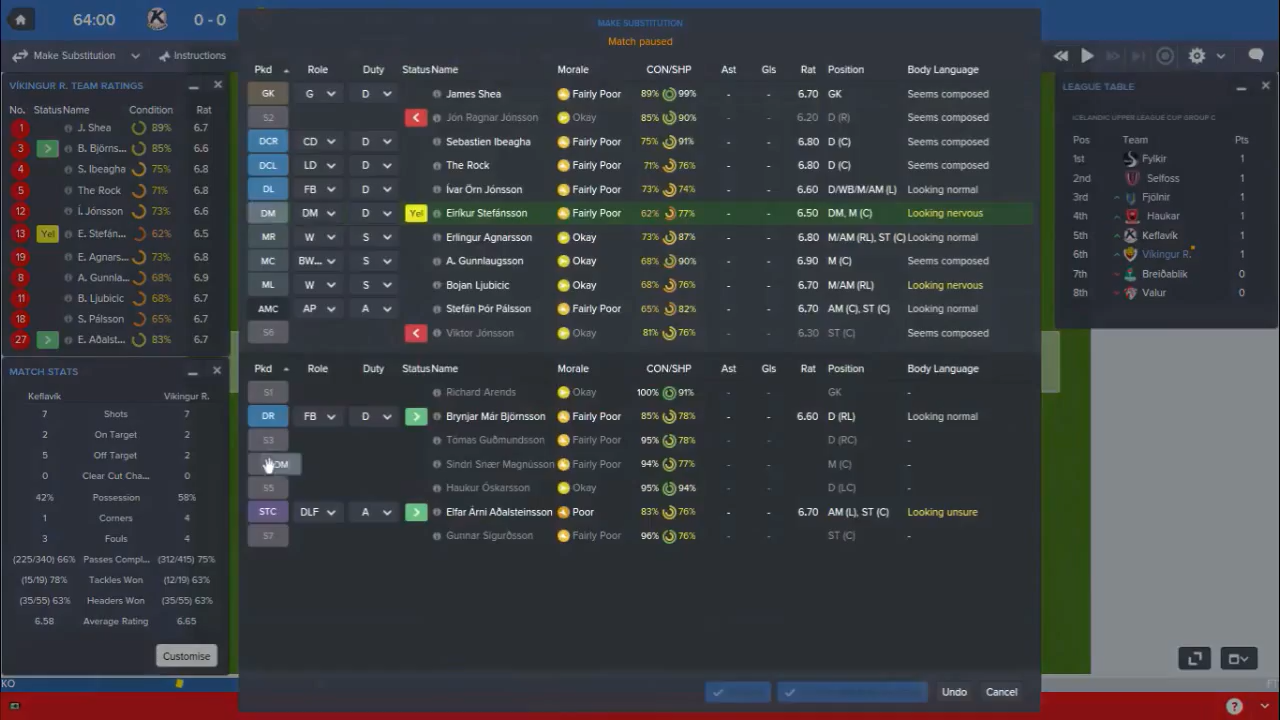 64:00 0 - 0
Make Substitution Instructions
MAKE SUBSTITUTION
Match paused
Pkd Role Duty Status Name Morale CON/SHP Ast Gls Rat Position Body Language
GK G D James Shea Fairly Poor 89% 99% - - 6.70 GK Seems composed
S2 Jón Ragnar Jónsson Okay 85% 90% - - 6.20 D (R) Seems composed
DCR CD D Sebastien Ibeagha Fairly Poor 75% 91% - - 6.80 D (C) Seems composed
DCL LD D The Rock Fairly Poor 71% 76% - - 6.80 D (C) Seems composed
DL FB D Ívar Örn Jónsson Fairly Poor 73% 74% - - 6.60 D/WB/M/AM (L) Looking normal
DM DM D Yel Eiríkur Stefánsson Fairly Poor 62% 77% - - 6.50 DM, M (C) Looking nervous
MR W S Erlingur Agnarsson Okay 73% 87% - - 6.80 M/AM (RL), ST (C) Looking normal
MC BW... S A. Gunnlaugsson Okay 68% 90% - - 6.90 M (C) Seems composed
ML W S Bojan Ljubicic Okay 68% 76% - - 6.70 M/AM (RL) Looking nervous
AMC AP A Stefán Þór Pálsson Fairly Poor 65% 82% - - 6.70 AM (C), ST (C) Looking normal
S6 Viktor Jónsson Okay 81% 76% - - 6.30 ST (C) Seems composed
Pkd Role Duty Status Name Morale CON/SHP Ast Gls Rat Position Body Language
S1 Richard Arends Okay 100% 91% - - GK -
DR FB D Brynjar Már Björnsson Fairly Poor 85% 78% - - 6.60 D (RL) Looking normal
S3 Tómas Guðmundsson Fairly Poor 95% 78% - - D (RC) -
DM Sindri Snær Magnússon Fairly Poor 94% 77% - - M (C) -
S5 Haukur Óskarsson Okay 95% 94% - - D (LC) -
STC DLF A Elfar Árni Aðalsteinsson Poor 83% 76% - - 6.70 AM (L), ST (C) Looking unsure
S7 Gunnar Sigurðsson Fairly Poor 96% 76% - - ST (C) -
Undo Cancel
VÍKINGUR R. TEAM RATINGS
No. Status Name Condition Rat
1 J. Shea 89% 6.7
3 B. Björns... 85% 6.6
4 S. Ibeagha 75% 6.8
5 The Rock 71% 6.8
12 Í. Jónsson 73% 6.6
13 Yel E. Stefán... 62% 6.5
19 E. Agnars... 73% 6.8
8 A. Gunnla... 68% 6.9
11 B. Ljubicic 68% 6.7
18 S. Pálsson 65% 6.7
27 E. Aðalst... 83% 6.7
MATCH STATS
Keflavik Víkingur R.
7 Shots 7
2 On Target 2
5 Off Target 2
0 Clear Cut Cha... 0
42% Possession 58%
1 Corners 4
3 Fouls 4
(225/340) 66% Passes Compl... (312/415) 75%
(15/19) 78% Tackles Won (12/19) 63%
(35/55) 63% Headers Won (35/55) 63%
6.58 Average Rating 6.65
Customise
KO
LEAGUE TABLE
ICELANDIC UPPER LEAGUE CUP GROUP C
Pos Team Pts
1st Fylkir 1
2nd Selfoss 1
3rd Fjölnir 1
4th Haukar 1
5th Keflavík 1
6th Víkingur R. 1
7th Breiðablik 0
8th Valur 0